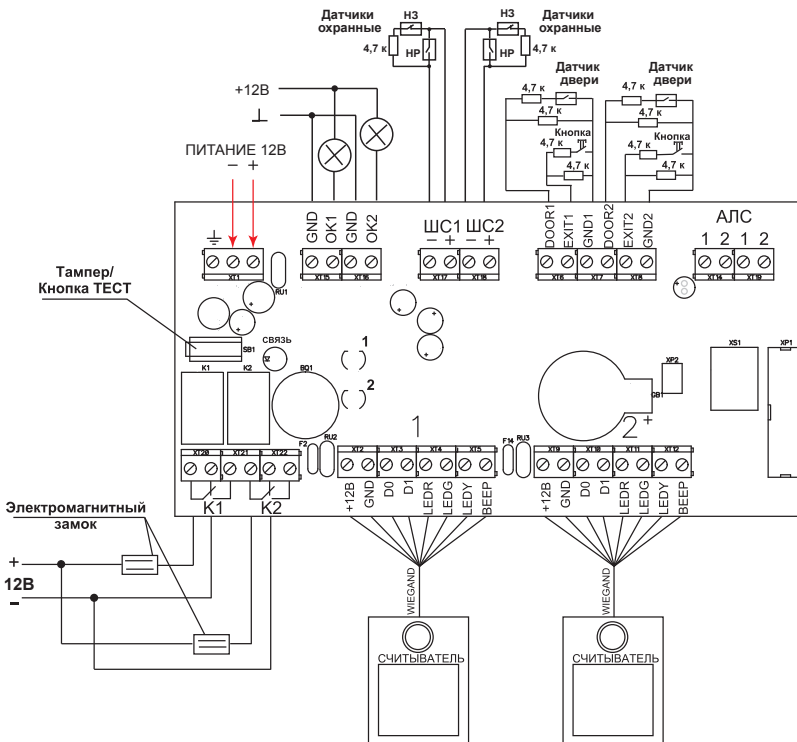 Датчики
охранные
НЗ
4,7 к
НР
НЗ
Датчики
охранные
НР
4,7 к
Датчик
двери
4,7 к
4,7 к
Кнопка
4,7 к
4,7 к
Датчик
двери
4,7 к
4,7 к
Кнопка
4,7 к
4,7 к
+12В
ПИТАНИЕ 12В
− +
GND
OK1
GND
OK2
ШС1 ШС2
− + − +
DOOR1
EXIT1
GND1
DOOR2
EXIT2
GND2
АЛС
1 2 1 2
XT1
XT15
XT16
XT17
XT18
XT6
XT7
XT8
XT14
XT19
RU1
Тампер/
Кнопка ТЕСТ
SB1
СВЯЗЬ
1
2
K1
K2
BQ1
XS1
XP1
XP2
GB1
+
1
2
XT20
XT21
XT22
F2
RU2
XT2
XT3
XT4
XT5
F14
RU3
XT9
XT10
XT11
XT12
K1
K2
+12В
GND
D0
D1
LEDR
LEDG
LEDY
BEEP
+12В
GND
D0
D1
LEDR
LEDG
LEDY
BEEP
Электромагнитный
замок
+
12В
−
WIEGAND
WIEGAND
СЧИТЫВАТЕЛЬ
СЧИТЫВАТЕЛЬ